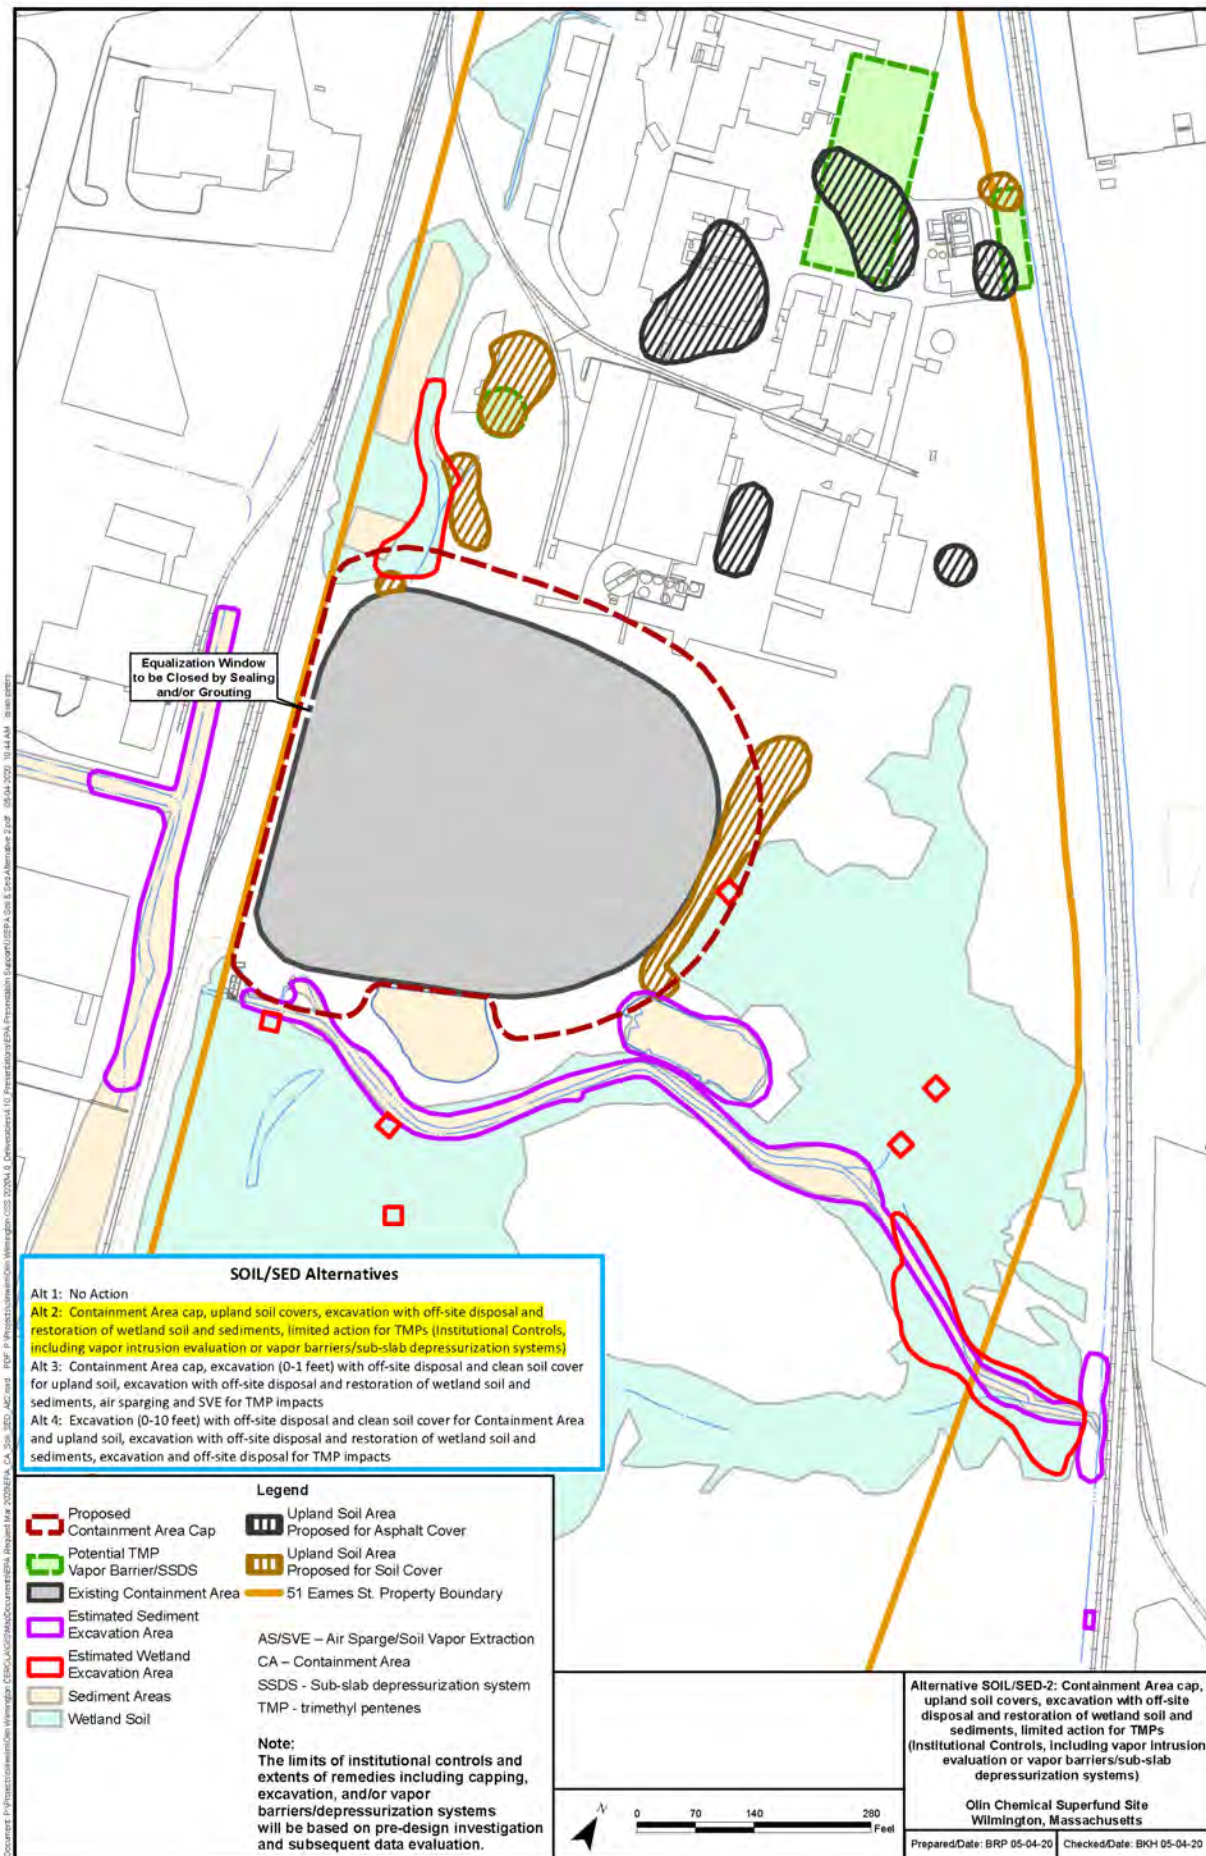 Equalization Window
to be Closed by Sealing
and/or Grouting
SOIL/SED Alternatives
Alt 1: No Action
Alt 2: Containment Area cap, upland soil covers, excavation with off-site disposal and
restoration of wetland soil and sediments, limited action for TMPs (Institutional Controls,
including vapor intrusion evaluation or vapor barriers/sub-slab depressurization systems)
Alt 3: Containment Area cap, excavation (0-1 feet) with off-site disposal and clean soil cover
for upland soil, excavation with off-site disposal and restoration of wetland soil and
sediments, air sparging and SVE for TMP impacts
Alt 4: Excavation (0-10 feet) with off-site disposal and clean soil cover for Containment Area
and upland soil, excavation with off-site disposal and restoration of wetland soil and
sediments, excavation and off-site disposal for TMP impacts
Legend
Proposed
Containment Area Cap
Potential TMP
Vapor Barrier/SSDS
Existing Containment Area
Estimated Sediment
Excavation Area
Estimated Wetland
Excavation Area
Sediment Areas
Wetland Soil
Upland Soil Area
Proposed for Asphalt Cover
Upland Soil Area
Proposed for Soil Cover
51 Eames St. Property Boundary
AS/SVE – Air Sparge/Soil Vapor Extraction
CA – Containment Area
SSDS - Sub-slab depressurization system
TMP - trimethyl pentenes
Note:
The limits of institutional controls and
extents of remedies including capping,
excavation, and/or vapor
barriers/depressurization systems
will be based on pre-design investigation
and subsequent data evaluation.
N
0 70 140 280
Feet
Alternative SOIL/SED-2: Containment Area cap,
upland soil covers, excavation with off-site
disposal and restoration of wetland soil and
sediments, limited action for TMPs
(Institutional Controls, including vapor intrusion
evaluation or vapor barriers/sub-slab
depressurization systems)
Olin Chemical Superfund Site
Wilmington, Massachusetts
Prepared/Date: BRP 05-04-20
Checked/Date: BKH 05-04-20